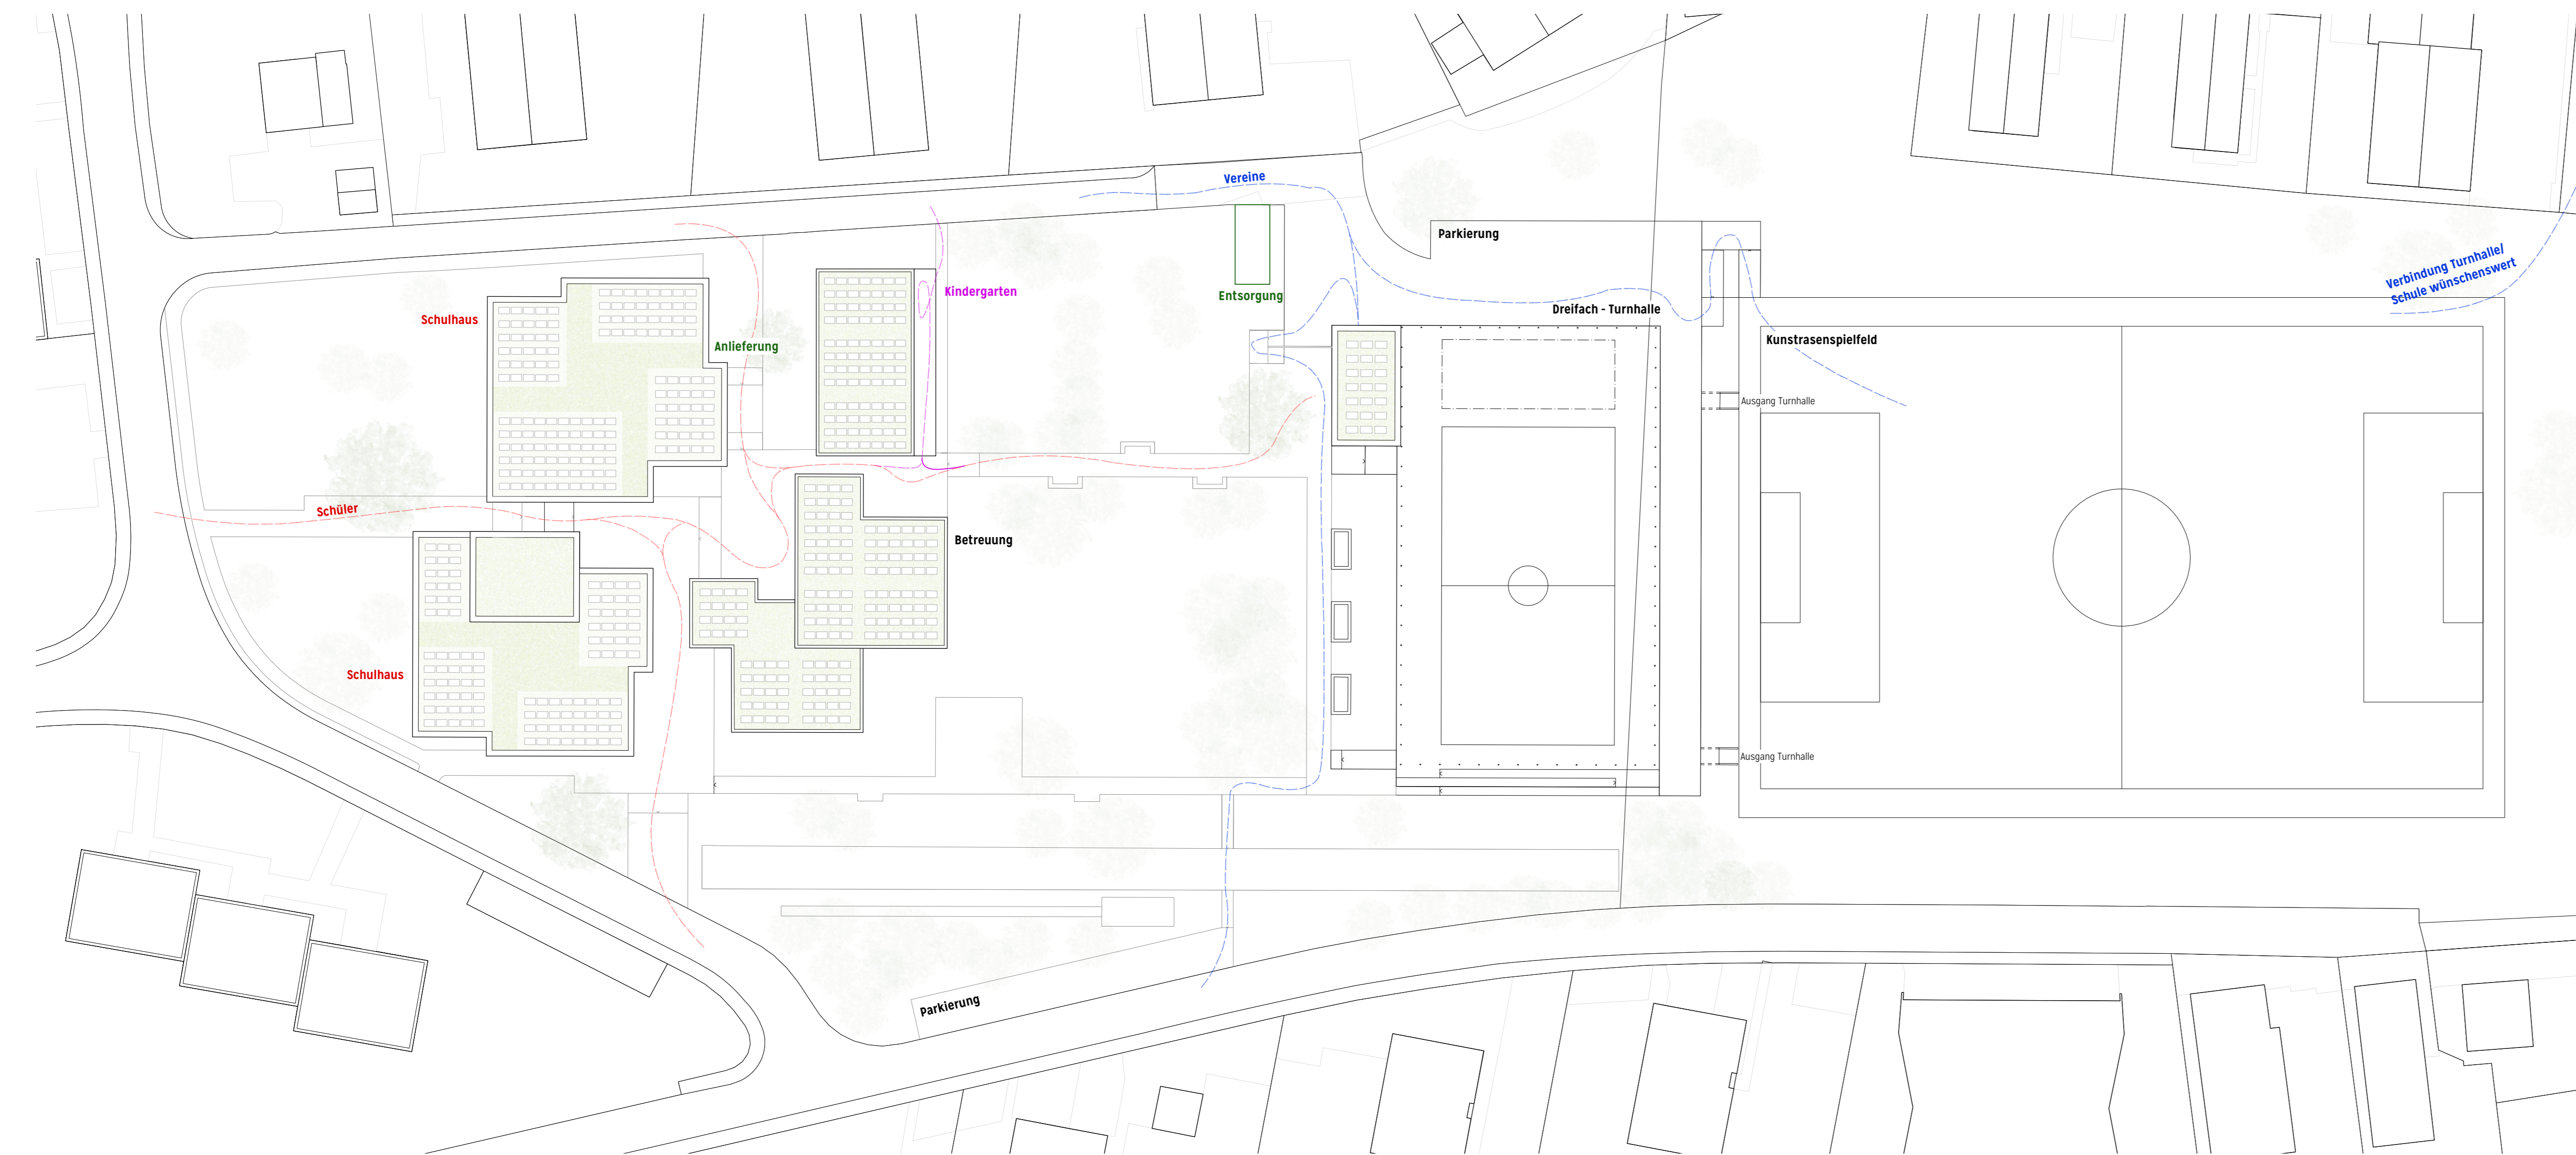 Vereine
Parkierung
Verbindung Turnhalle/
Schule wünschenswert
Kindergarten
Entsorgung
Dreifach - Turnhalle
Schulhaus
Anlieferung
Kunstrasenspielfeld
Ausgang Turnhalle
Schüler
Betreuung
Schulhaus
Ausgang Turnhalle
Parkierung